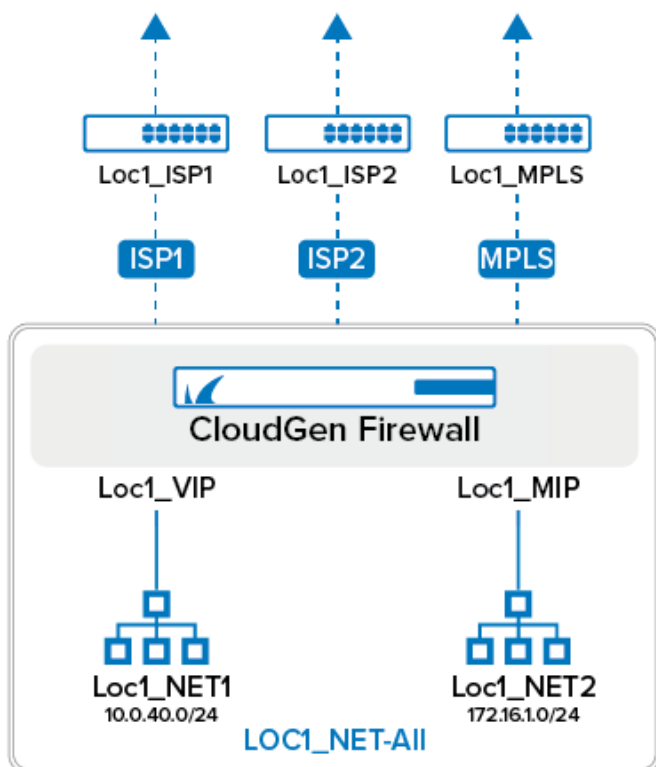 Loc1_ISP1
Loc1_ISP2
Loc1_MPLS
ISP1
ISP2
MPLS
CloudGen Firewall
Loc1_VIP
Loc1_MIP
Loc1_NET1
10.0.40.0/24
Loc1_NET2
172.16.1.0/24
LOC1_NET-All